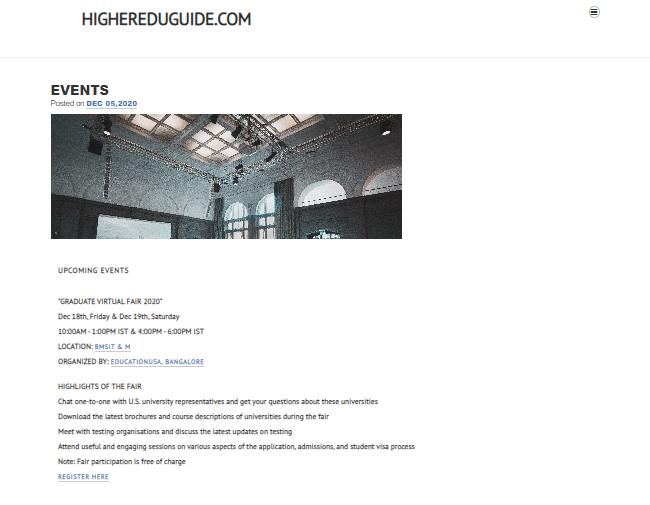 HIGHEREDUGUIDE.COM
EVENTS
Posted on DEC 05,2020
UPCOMING EVENTS
"GRADUATE VIRTUAL FAIR 2020"
Dec 18th, Friday & Dec 19th, Saturday
10:00AM - 1:00PM IST & 4:00PM - 6:00PM IST
LOCATION: BMSIT & M
ORGANIZED BY: EDUCATIONUSA, BANGALORE
HIGHLIGHTS OF THE FAIR
Chat one-to-one with U.S. university representatives and get your questions about these universities
Download the latest brochures and course descriptions of universities during the fair
Meet with testing organisations and discuss the latest updates on testing
Attend useful and engaging sessions on various aspects of the application, admissions, and student visa process
Note: Fair participation is free of charge
REGISTER HERE